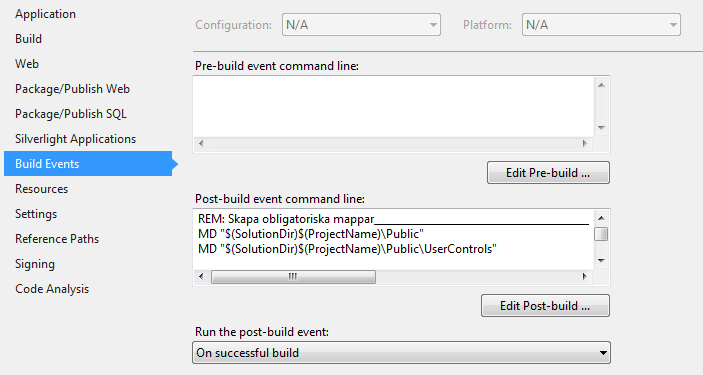 Application
Build
Web
Package/Publish Web
Package/Publish SQL
Silverlight Applications
Build Events
Resources
Settings
Reference Paths
Signing
Code Analysis
Configuration: N/A Platform: N/A
Pre-build event command line:
Edit Pre-build ...
Post-build event command line:
REM: Skapa obligatoriska mappar________________________________
MD "$(SolutionDir)$(ProjectName)\Public"
MD "$(SolutionDir)$(ProjectName)\Public\UserControls"
Edit Post-build ...
Run the post-build event:
On successful build